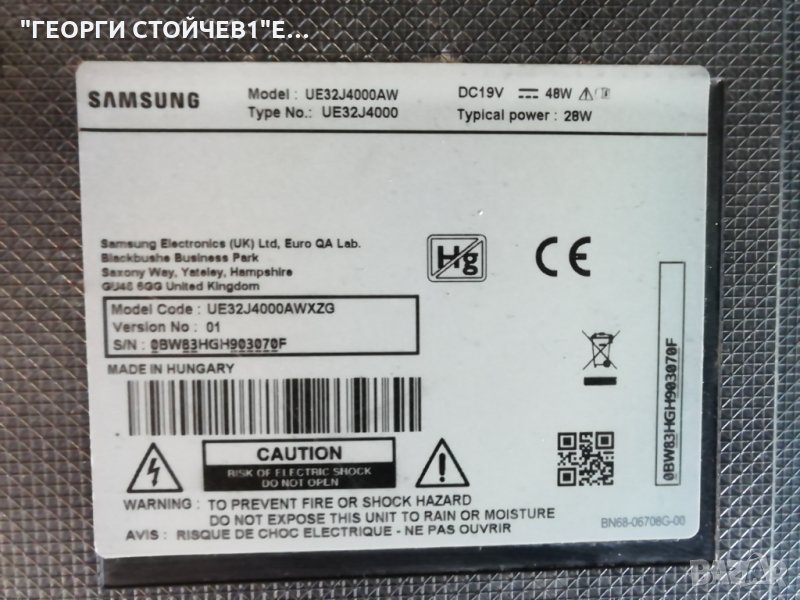 "ГЕОРГИ СТОЙЧЕВ1"Е...
SAMSUNG
Model : UE32J4000AW
Type No.: UE32J4000
DC19V 48W
Typical power : 28W
Samsung Electronics (UK) Ltd, Euro QA Lab.
Blackbushe Business Park
Saxony Way, Yateley, Hampshire
GU46 6GG United Kingdom
Hg
CE
Model Code : UE32J4000AWXZG
Version No : 01
S/N : 0BW83HGH903070F
MADE IN HUNGARY
0BW83HGH903070F
CAUTION
RISK OF ELECTRIC SHOCK
DO NOT OPEN
WARNING : TO PREVENT FIRE OR SHOCK HAZARD
DO NOT EXPOSE THIS UNIT TO RAIN OR MOISTURE
AVIS : RISQUE DE CHOC ELECTRIQUE - NE PAS OUVRIR
BN68-06708G-00
BAZAR